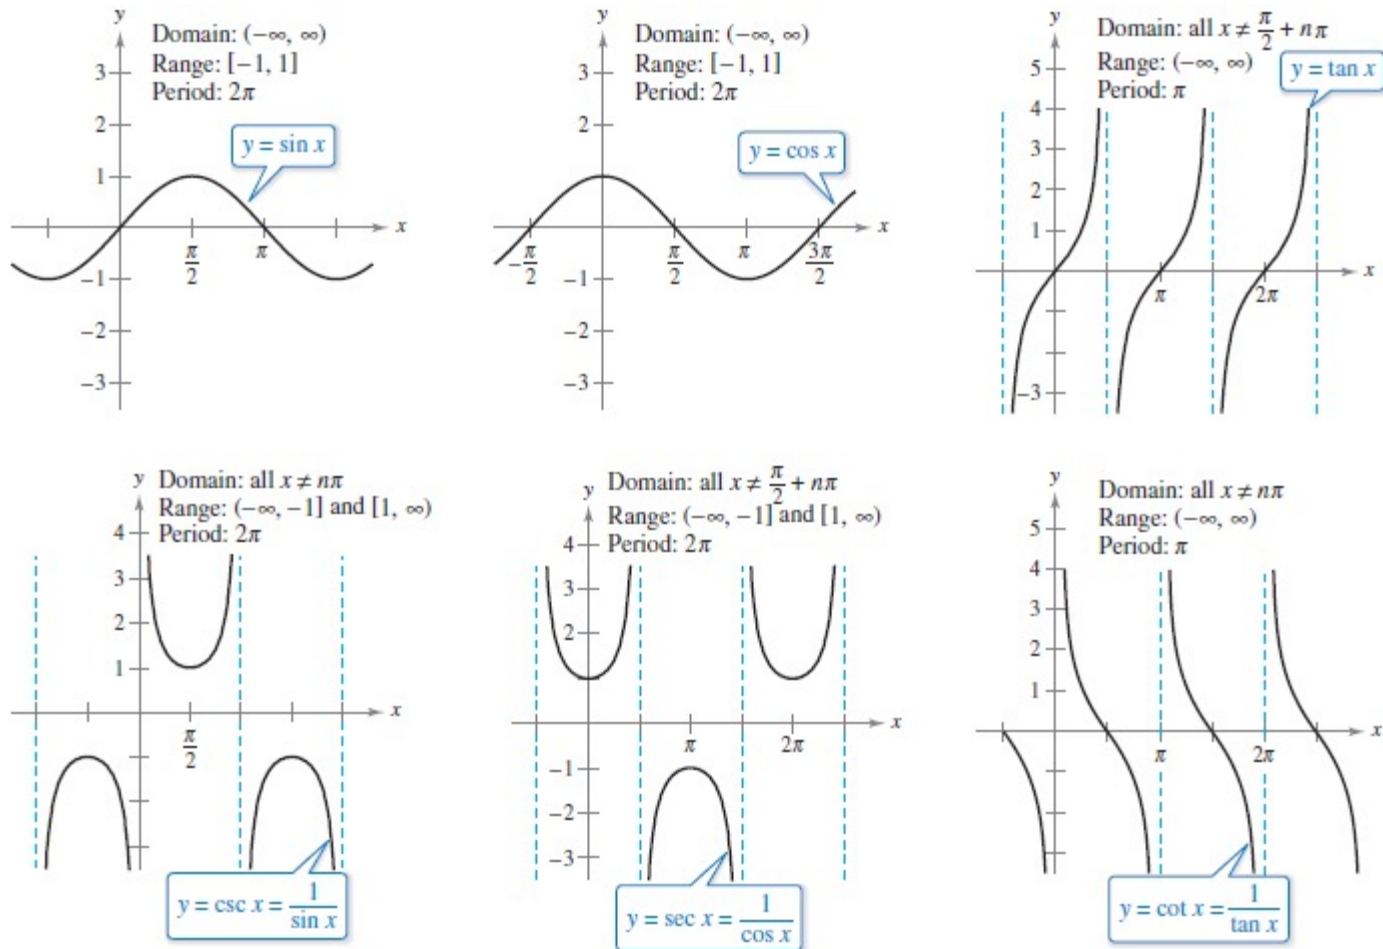 y
Domain: (−∞, ∞)
Range: [−1, 1]
Period: 2π
y = sin x
3
2
1
−1
−2
−3
π/2
π
x
y
Domain: (−∞, ∞)
Range: [−1, 1]
Period: 2π
y = cos x
3
2
1
−1
−2
−3
−π/2
π/2
π
3π/2
x
y
Domain: all x ≠ π/2 + nπ
Range: (−∞, ∞)
Period: π
y = tan x
5
4
3
2
1
−3
π
2π
x
y
Domain: all x ≠ nπ
Range: (−∞, −1] and [1, ∞)
Period: 2π
4
3
2
1
π/2
x
y = csc x = 1/sin x
y
Domain: all x ≠ π/2 + nπ
Range: (−∞, −1] and [1, ∞)
Period: 2π
4
3
2
−1
−2
−3
π
2π
x
y = sec x = 1/cos x
y
Domain: all x ≠ nπ
Range: (−∞, ∞)
Period: π
5
4
3
2
1
π
2π
x
y = cot x = 1/tan x